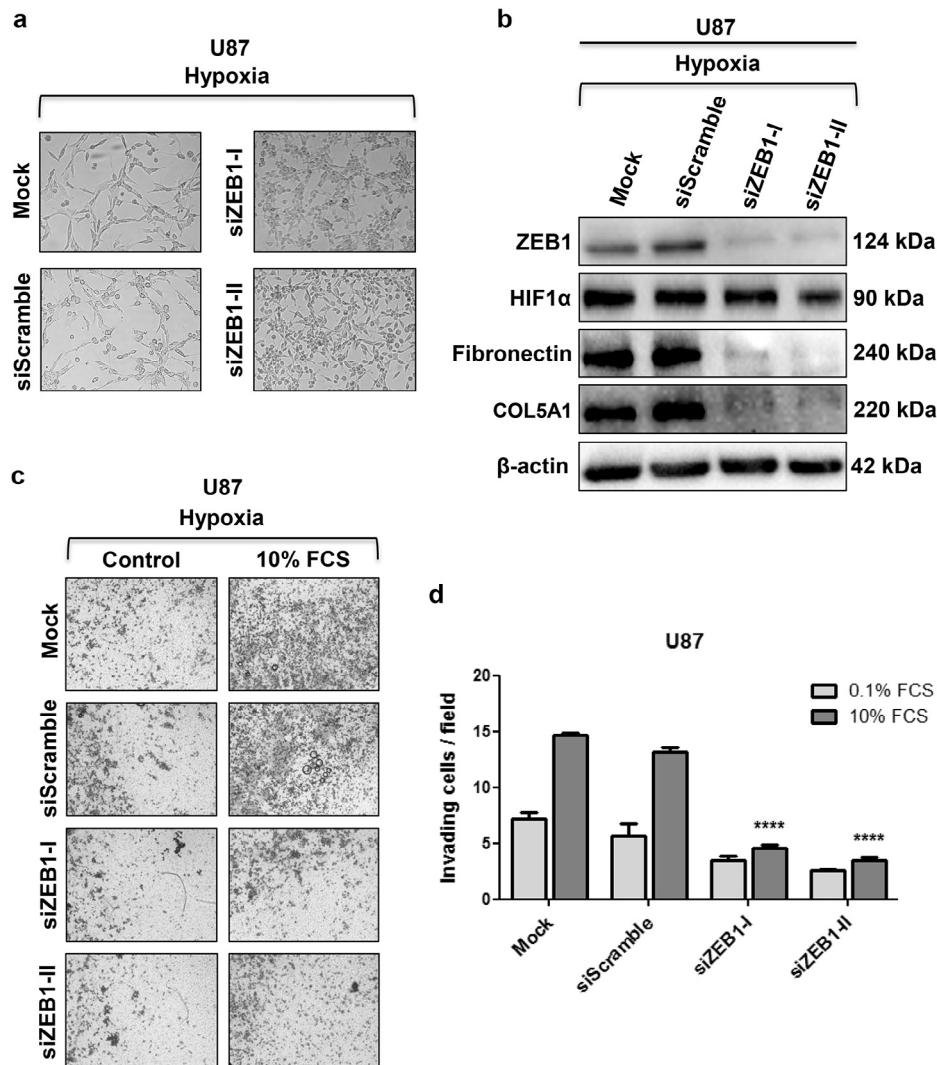 a
U87
Hypoxia
Mock
siZEB1-I
siScramble
siZEB1-II
b
U87
Hypoxia
Mock
siScramble
siZEB1-I
siZEB1-II
ZEB1
124 kDa
HIF1α
90 kDa
Fibronectin
240 kDa
COL5A1
220 kDa
β-actin
42 kDa
c
U87
Hypoxia
Control
10% FCS
Mock
siScramble
siZEB1-I
siZEB1-II
d
U87
Invading cells / field
20
15
10
5
0
0.1% FCS
10% FCS
****
****
Mock
siScramble
siZEB1-I
siZEB1-II